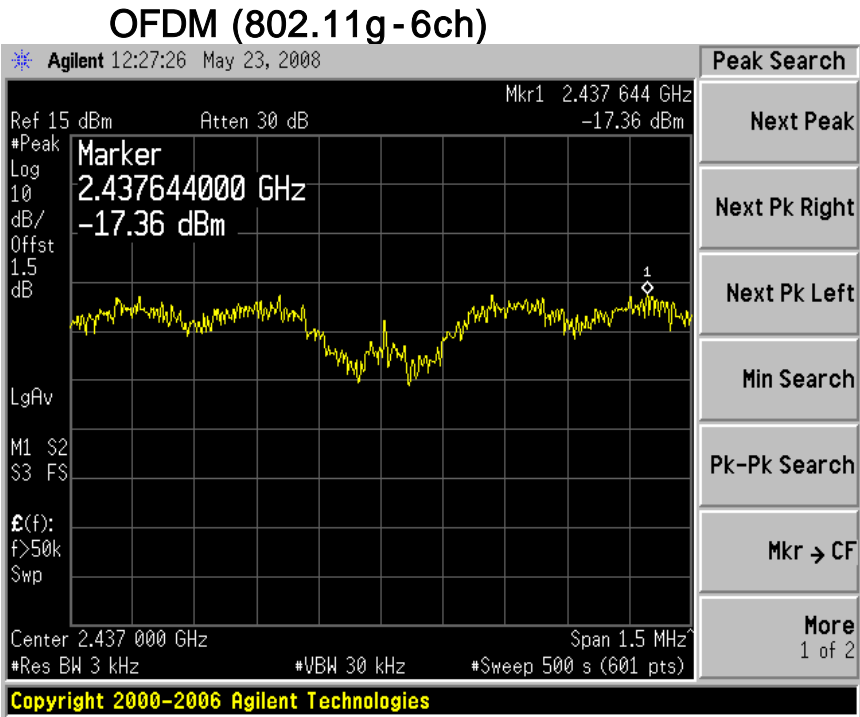 OFDM (802.11g-6ch)
Agilent 12:27:26 May 23, 2008
Peak Search
Mkr1 2.437 644 GHz
Ref 15 dBm Atten 30 dB -17.36 dBm
Next Peak
#Peak
Log
10
dB/
Offst
1.5
dB
Marker
2.437644000 GHz
-17.36 dBm
1
Next Pk Right
Next Pk Left
Min Search
LgAv
M1 S2
S3 FS
Pk-Pk Search
£(f):
f>50k
Swp
Mkr → CF
Center 2.437 000 GHz Span 1.5 MHz^
#Res BW 3 kHz #VBW 30 kHz #Sweep 500 s (601 pts)
More
1 of 2
Copyright 2000-2006 Agilent Technologies